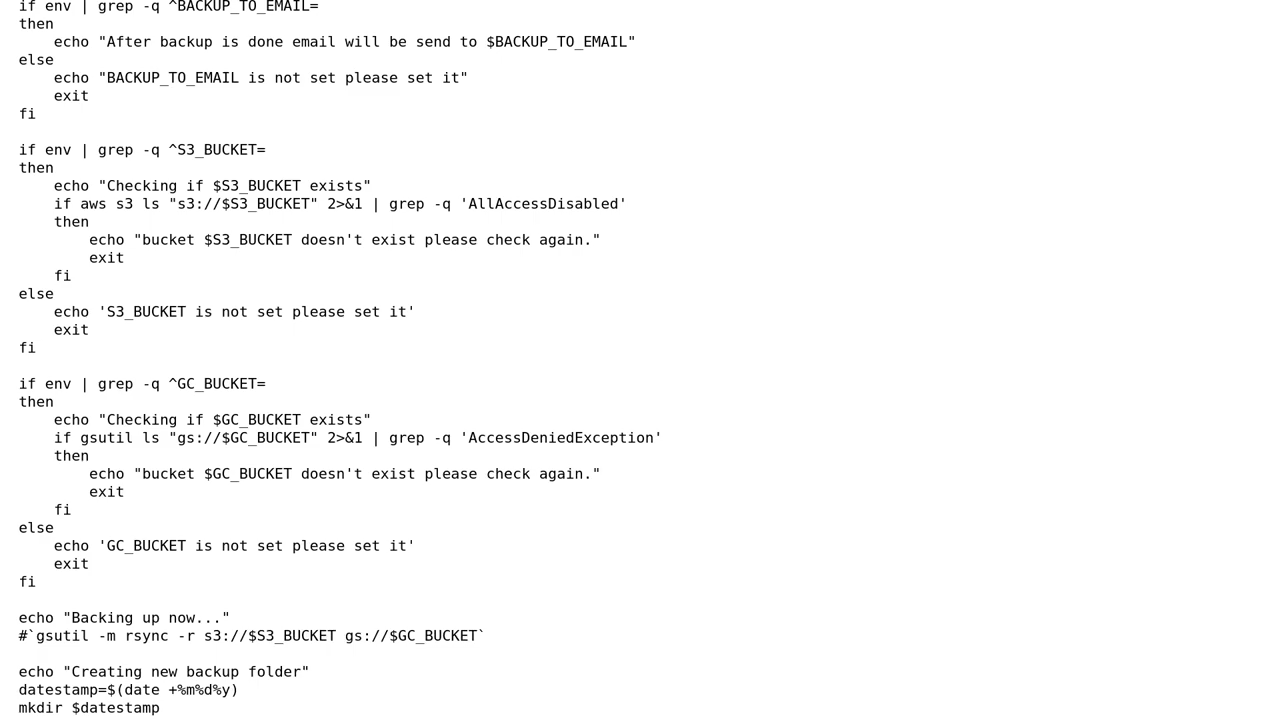 if env | grep -q ^BACKUP_TO_EMAIL=
then
    echo "After backup is done email will be send to $BACKUP_TO_EMAIL"
else
    echo "BACKUP_TO_EMAIL is not set please set it"
    exit
fi

if env | grep -q ^S3_BUCKET=
then
    echo "Checking if $S3_BUCKET exists"
    if aws s3 ls "s3://$S3_BUCKET" 2>&1 | grep -q 'AllAccessDisabled'
    then
        echo "bucket $S3_BUCKET doesn't exist please check again."
        exit
    fi
else
    echo 'S3_BUCKET is not set please set it'
    exit
fi

if env | grep -q ^GC_BUCKET=
then
    echo "Checking if $GC_BUCKET exists"
    if gsutil ls "gs://$GC_BUCKET" 2>&1 | grep -q 'AccessDeniedException'
    then
        echo "bucket $GC_BUCKET doesn't exist please check again."
        exit
    fi
else
    echo 'GC_BUCKET is not set please set it'
    exit
fi

echo "Backing up now..."
#`gsutil -m rsync -r s3://$S3_BUCKET gs://$GC_BUCKET`

echo "Creating new backup folder"
datestamp=$(date +%m%d%y)
mkdir $datestamp